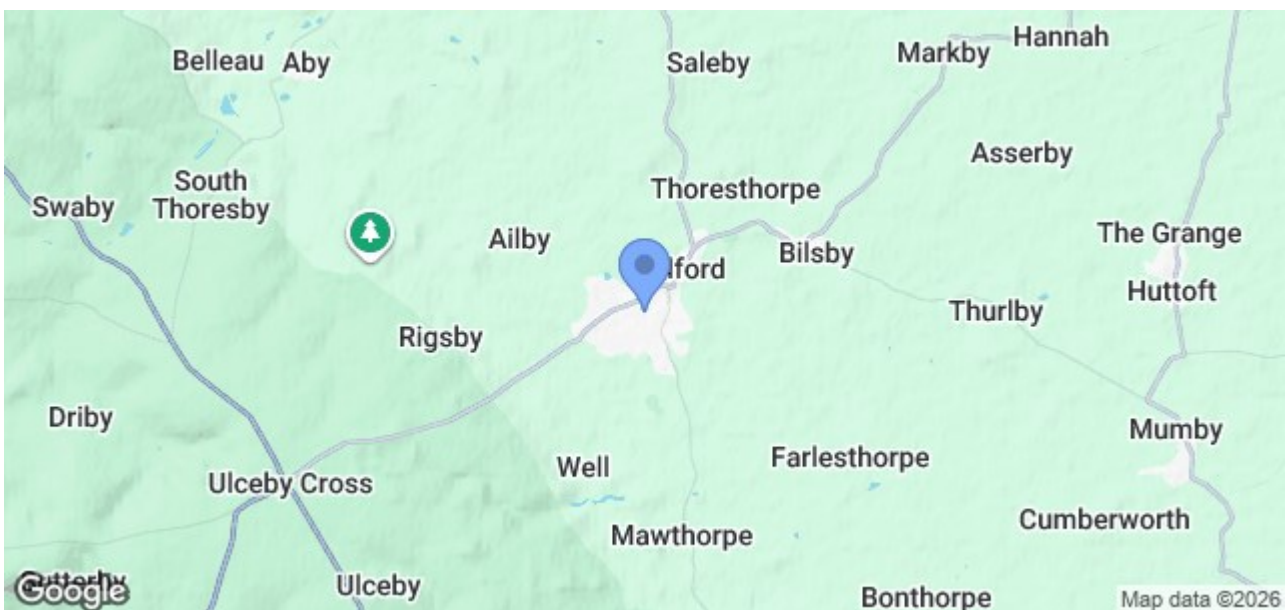 Hannah
Markby
Belleau
Aby
Saleby
Asserby
South
Thoresby
Thoresthorpe
Swaby
Ailby
The Grange
Bilsby
lford
Huttoft
Thurlby
Rigsby
Driby
Mumby
Well
Farlesthorpe
Ulceby Cross
Cumberworth
Mawthorpe
Ulceby
Bonthorpe
Google
Map data ©2026